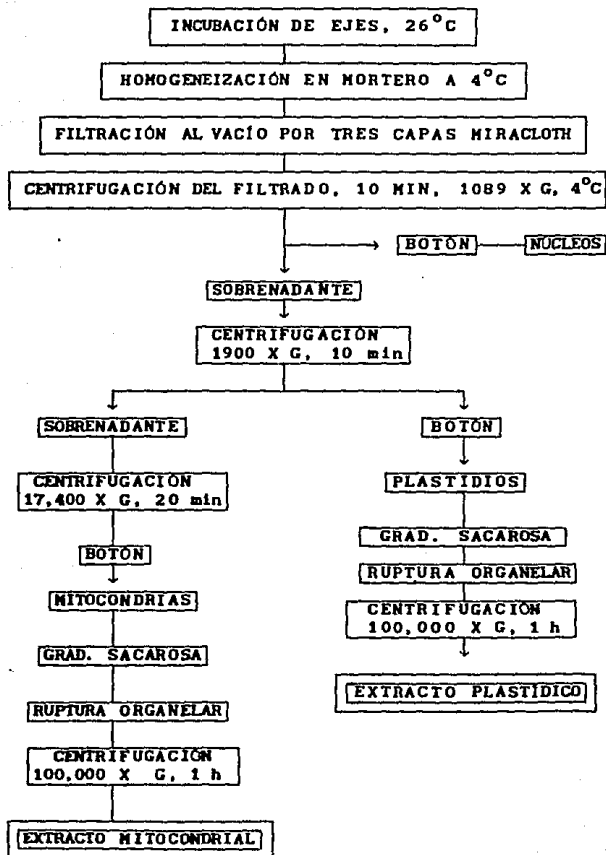 INCUBACIÓN DE EJES, 26°C
HOMOGENEIZACIÓN EN MORTERO A 4°C
FILTRACIÓN AL VACÍO POR TRES CAPAS MIRACLOTH
CENTRIFUGACIÓN DEL FILTRADO, 10 MIN, 1089 X G, 4°C
BOTÓN
NÚCLEOS
SOBRENADANTE
CENTRIFUGACIÓN
1900 X G, 10 min
SOBRENADANTE
CENTRIFUGACIÓN
17,400 X G, 20 min
BOTÓN
MITOCONDRIAS
GRAD. SACAROSA
RUPTURA ORGANELAR
CENTRIFUGACIÓN
100,000 X G, 1 h
EXTRACTO MITOCONDRIAL
BOTÓN
PLASTIDIOS
GRAD. SACAROSA
RUPTURA ORGANELAR
CENTRIFUGACIÓN
100,000 X G, 1 h
EXTRACTO PLASTÍDICO